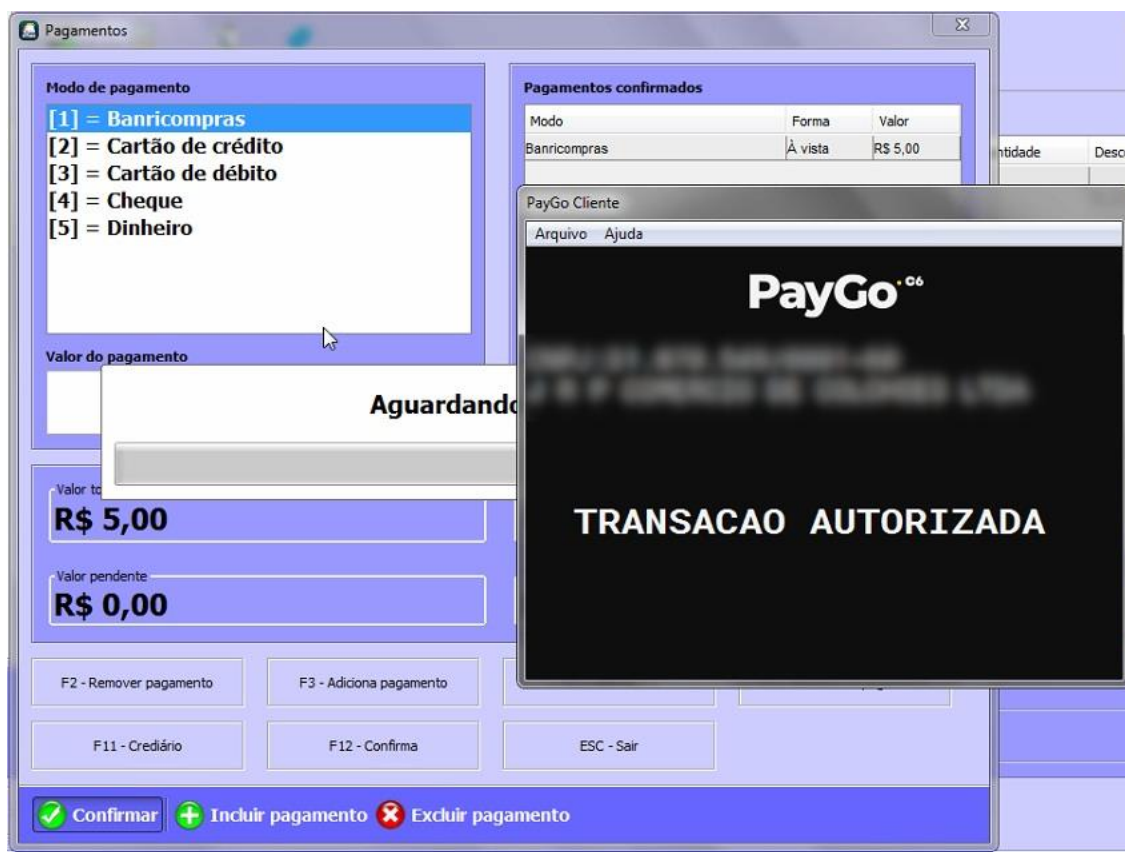 Pagamentos
Modo de pagamento
[1] = Banricompras
[2] = Cartão de crédito
[3] = Cartão de débito
[4] = Cheque
[5] = Dinheiro
Valor do pagamento
Pagamentos confirmados
Modo Forma Valor
Banricompras À vista R$ 5,00
PayGo Cliente
Arquivo Ajuda
PayGo C6
TRANSACAO AUTORIZADA
Valor
R$ 5,00
Valor pendente
R$ 0,00
F2 - Remover pagamento
F3 - Adiciona pagamento
F11 - Crediário
F12 - Confirma
ESC - Sair
Confirmar
Incluir pagamento
Excluir pagamento